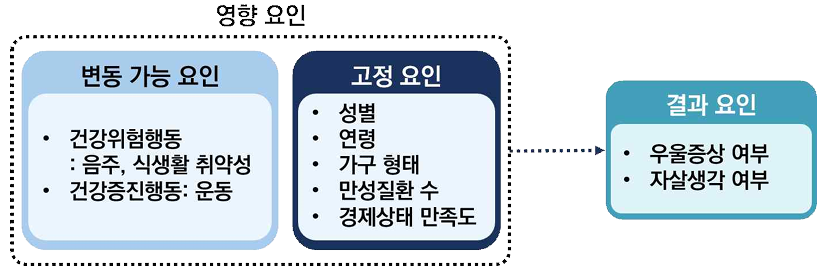 영향 요인
변동 가능 요인
• 건강위험행동
: 음주, 식생활 취약성
• 건강증진행동: 운동
고정 요인
• 성별
• 연령
• 가구 형태
• 만성질환 수
• 경제상태 만족도
결과 요인
• 우울증상 여부
• 자살생각 여부